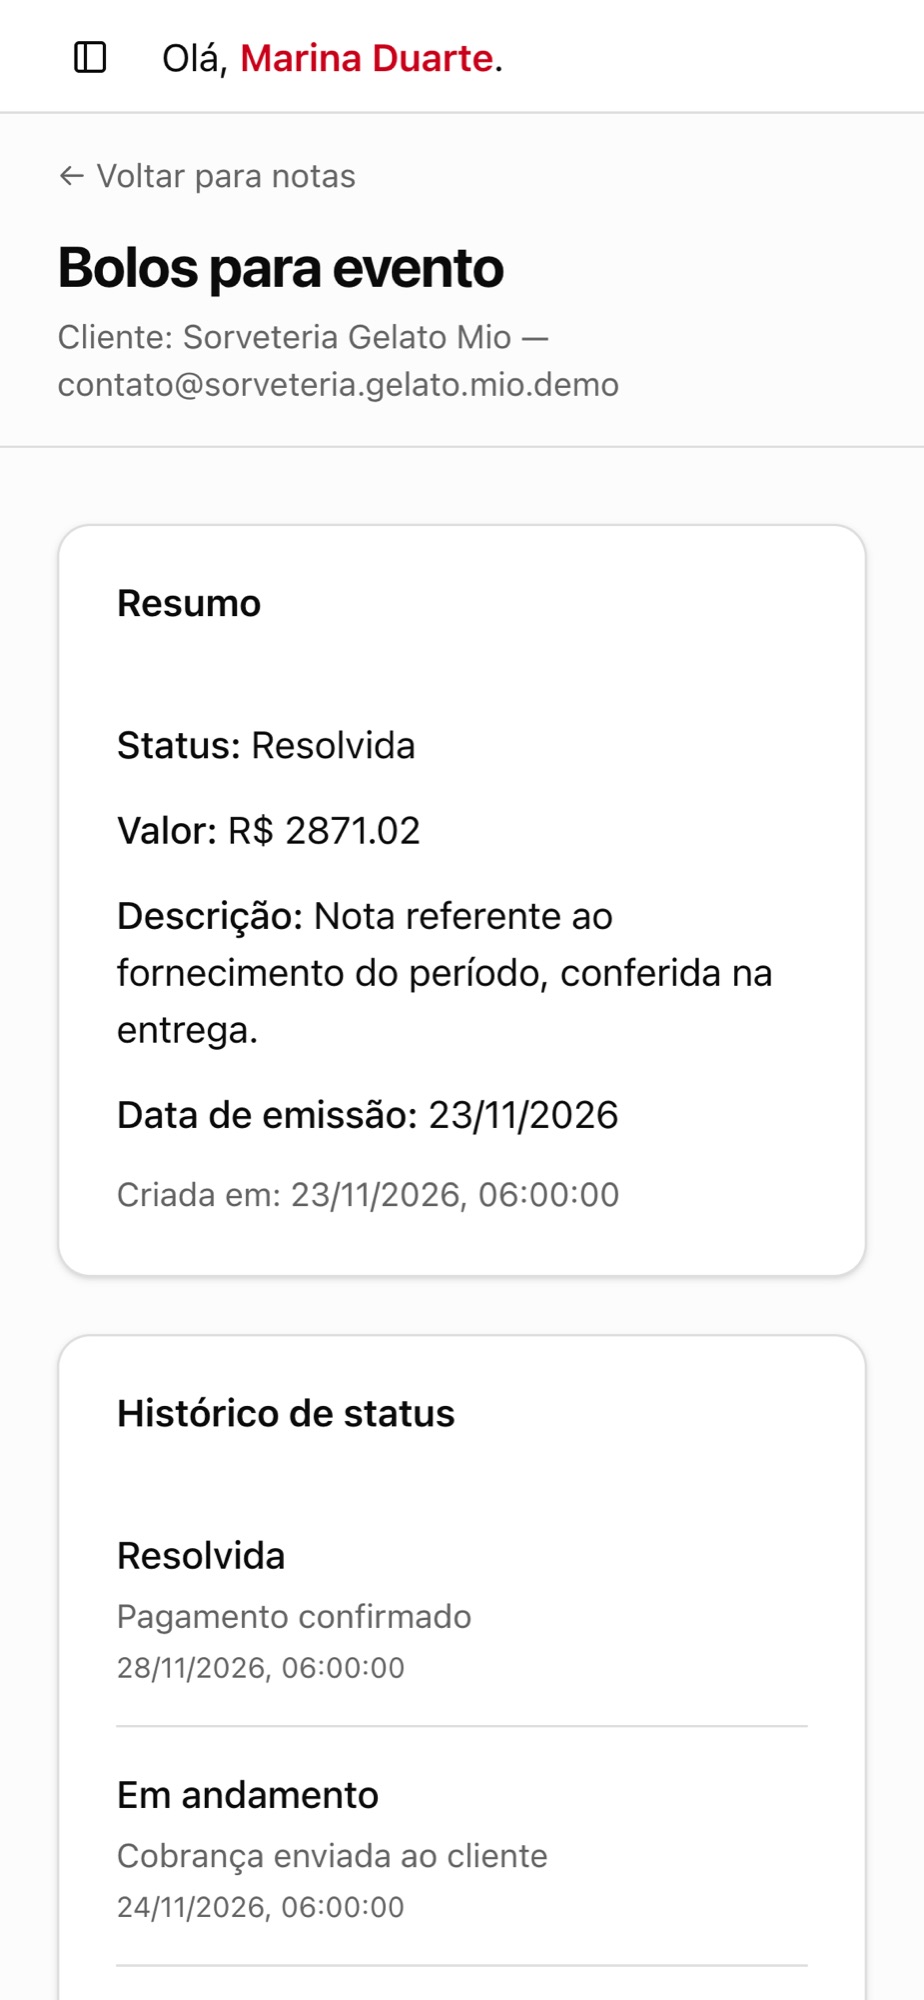 Olá, Marina Duarte.
← Voltar para notas
Bolos para evento
Cliente: Sorveteria Gelato Mio —
contato@sorveteria.gelato.mio.demo
Resumo
Status: Resolvida
Valor: R$ 2871.02
Descrição: Nota referente ao
fornecimento do período, conferida na
entrega.
Data de emissão: 23/11/2026
Criada em: 23/11/2026, 06:00:00
Histórico de status
Resolvida
Pagamento confirmado
28/11/2026, 06:00:00
Em andamento
Cobrança enviada ao cliente
24/11/2026, 06:00:00